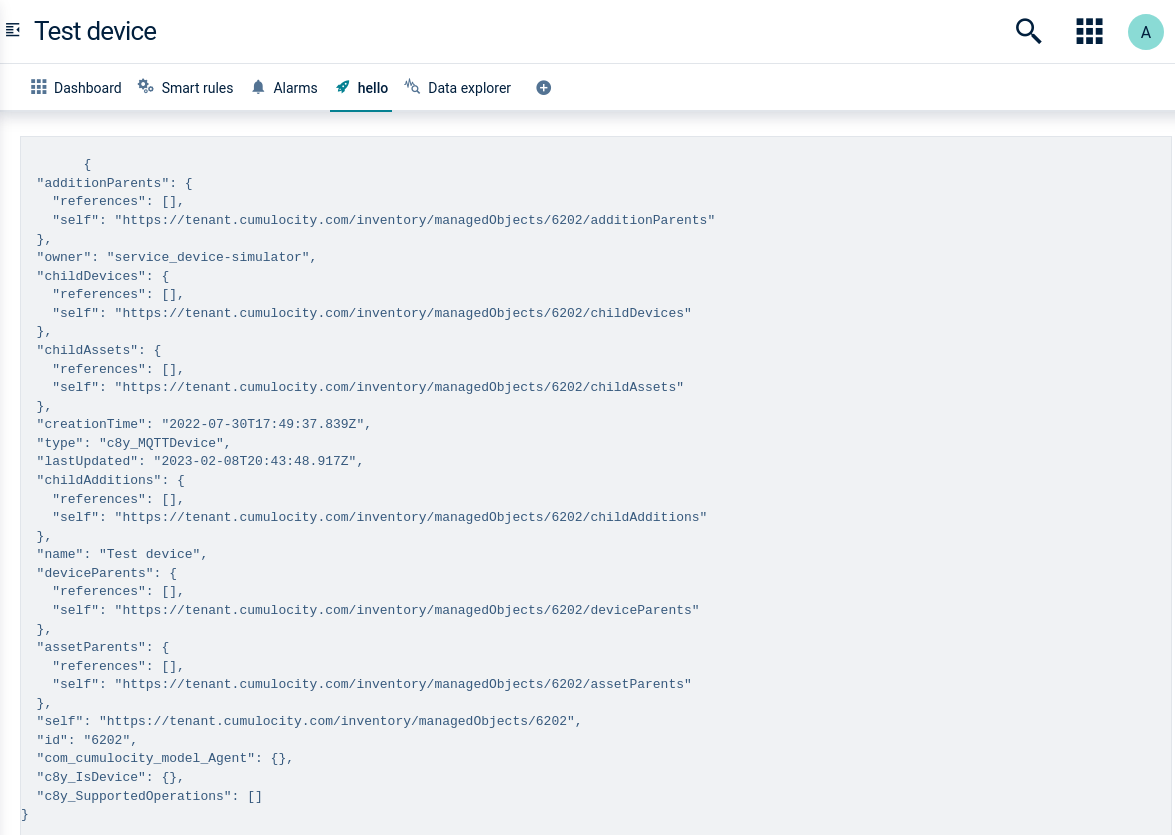 Test device
A
Dashboard Smart rules Alarms hello Data explorer
{
"additionParents": {
"references": [],
"self": "https://tenant.cumulocity.com/inventory/managedObjects/6202/additionParents"
},
"owner": "service_device-simulator",
"childDevices": {
"references": [],
"self": "https://tenant.cumulocity.com/inventory/managedObjects/6202/childDevices"
},
"childAssets": {
"references": [],
"self": "https://tenant.cumulocity.com/inventory/managedObjects/6202/childAssets"
},
"creationTime": "2022-07-30T17:49:37.839Z",
"type": "c8y_MQTTDevice",
"lastUpdated": "2023-02-08T20:43:48.917Z",
"childAdditions": {
"references": [],
"self": "https://tenant.cumulocity.com/inventory/managedObjects/6202/childAdditions"
},
"name": "Test device",
"deviceParents": {
"references": [],
"self": "https://tenant.cumulocity.com/inventory/managedObjects/6202/deviceParents"
},
"assetParents": {
"references": [],
"self": "https://tenant.cumulocity.com/inventory/managedObjects/6202/assetParents"
},
"self": "https://tenant.cumulocity.com/inventory/managedObjects/6202",
"id": "6202",
"com_cumulocity_model_Agent": {},
"c8y_IsDevice": {},
"c8y_SupportedOperations": []
}